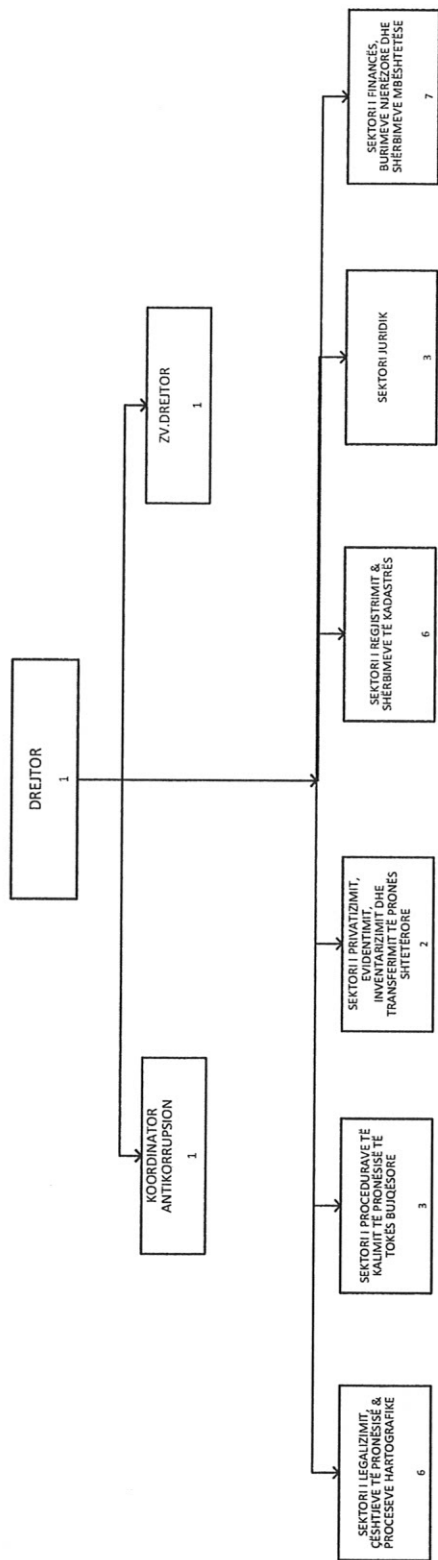 DREJTOR
1
KOORDINATOR
ANTIKORRUPSION
1
ZV.DREJTOR
1
SEKTORI I LEGALIZIMIT,
ÇËSHTJEVE TË PRONËSISË &
PROCESEVE HARTOGRAFIKE
6
SEKTORI I PROCEDURAVE TË
KALIMIT TË PRONËSISË TË
TOKËS BUJQËSORE
3
SEKTORI I PRIVATIZIMIT,
EVIDENTIMIT,
INVENTARIZIMIT DHE
TRANSFERIMIT TË PRONËS
SHTETËRORE
2
SEKTORI I REGJISTRIMIT &
SHËRBIMEVE TË KADASTRËS
6
SEKTORI JURIDIK
3
SEKTORI I FINANCËS,
BURIMEVE NJERËZORE DHE
SHËRBIMEVE MBËSHTETËSE
7